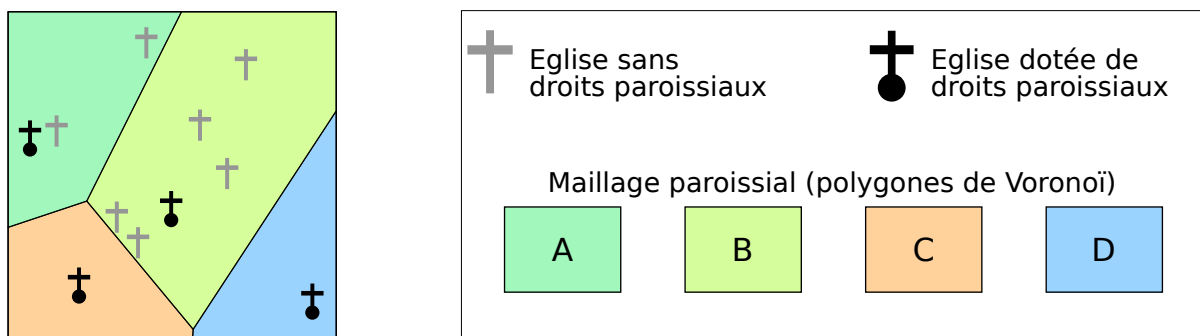 Eglise sans
droits paroissiaux
Eglise dotée de
droits paroissiaux
Maillage paroissial (polygones de Voronoï)
A
B
C
D